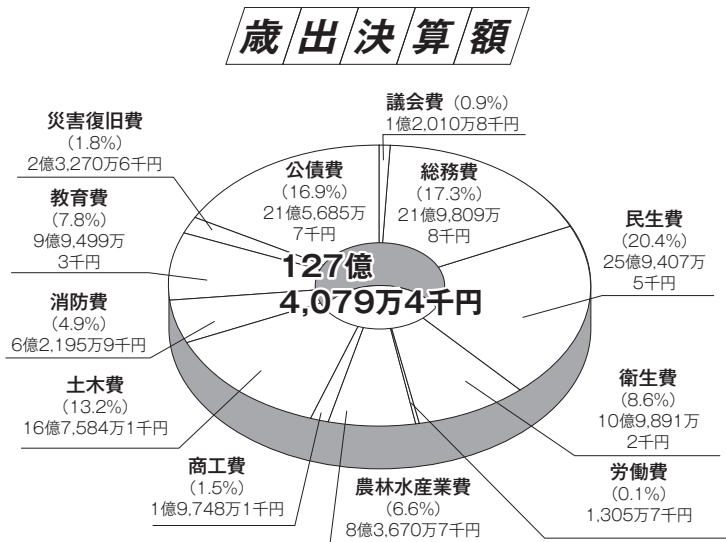 歳出決算額
議会費（0.9%）
1億2,010万8千円
総務費
（17.3%）
21億9,809万
8千円
民生費
（20.4%）
25億9,407万
5千円
衛生費
（8.6%）
10億9,891万
2千円
労働費
（0.1%）
1,305万7千円
農林水産業費
（6.6%）
8億3,670万7千円
商工費
（1.5%）
1億9,748万1千円
土木費
（13.2%）
16億7,584万1千円
消防費
（4.9%）
6億2,195万9千円
教育費
（7.8%）
9億9,499万
3千円
災害復旧費
（1.8%）
2億3,270万6千円
公債費
（16.9%）
21億5,685万
7千円
127億
4,079万4千円